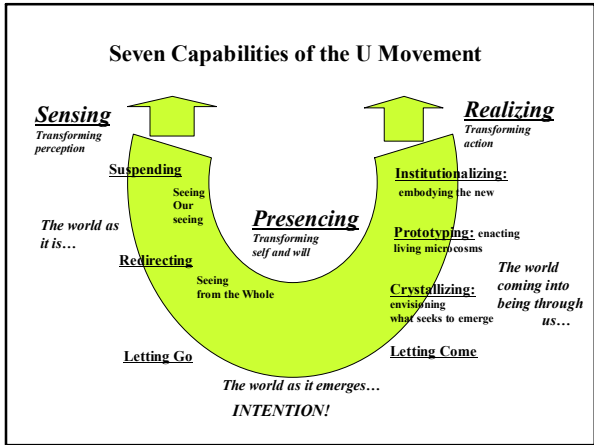 Seven Capabilities of the U Movement
Sensing
Transforming
perception
Suspending
Seeing
Our
seeing
The world as
it is…
Redirecting
Seeing
from the Whole
Letting Go
Presencing
Transforming
self and will
The world as it emerges…
INTENTION!
Realizing
Transforming
action
Institutionalizing:
embodying the new
Prototyping: enacting
living microcosms
Crystallizing:
envisioning
what seeks to emerge
The world
coming into
being through
us…
Letting Come